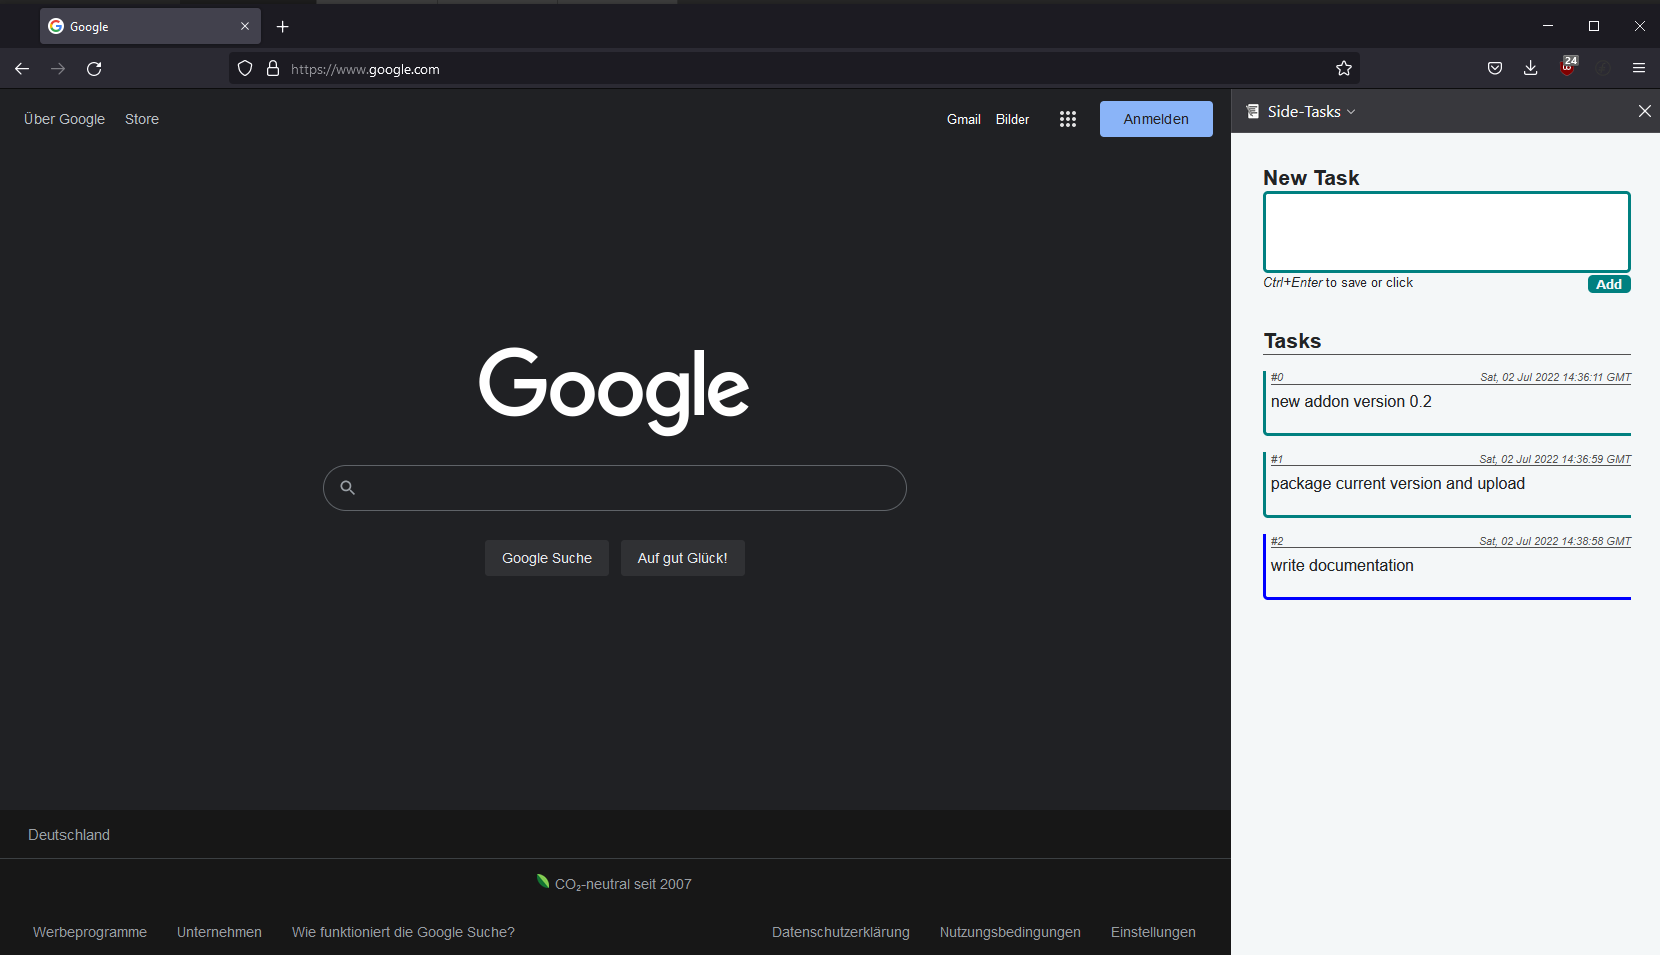 Google
https://www.google.com
24
Über Google Store
Gmail Bilder Anmelden
Google
Google Suche Auf gut Glück!
Deutschland
CO₂-neutral seit 2007
Werbeprogramme Unternehmen Wie funktioniert die Google Suche?
Datenschutzerklärung Nutzungsbedingungen Einstellungen
Side-Tasks
New Task
Ctrl+Enter to save or click Add
Tasks
#0 Sat, 02 Jul 2022 14:36:11 GMT
new addon version 0.2
#1 Sat, 02 Jul 2022 14:36:59 GMT
package current version and upload
#2 Sat, 02 Jul 2022 14:38:58 GMT
write documentation